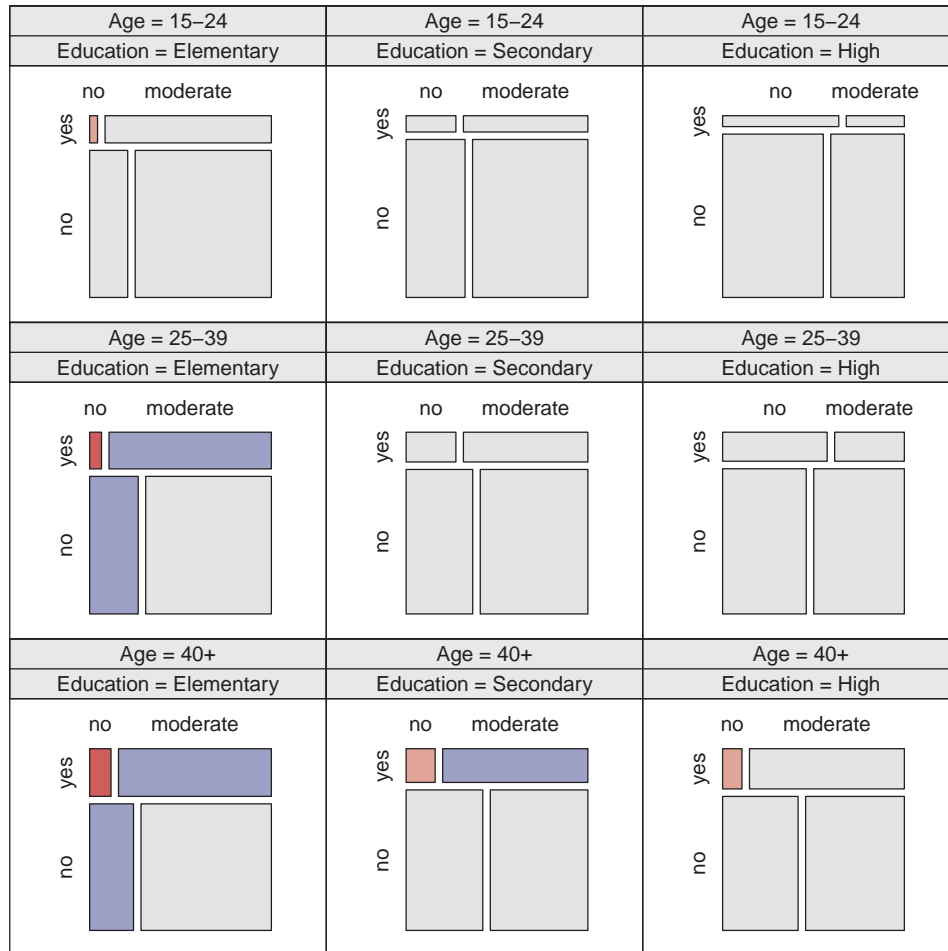 Age = 15–24
Education = Elementary
no moderate
yes
no
Age = 15–24
Education = Secondary
no moderate
yes
no
Age = 15–24
Education = High
no moderate
yes
no
Age = 25–39
Education = Elementary
no moderate
yes
no
Age = 25–39
Education = Secondary
no moderate
yes
no
Age = 25–39
Education = High
no moderate
yes
no
Age = 40+
Education = Elementary
no moderate
yes
no
Age = 40+
Education = Secondary
no moderate
yes
no
Age = 40+
Education = High
no moderate
yes
no